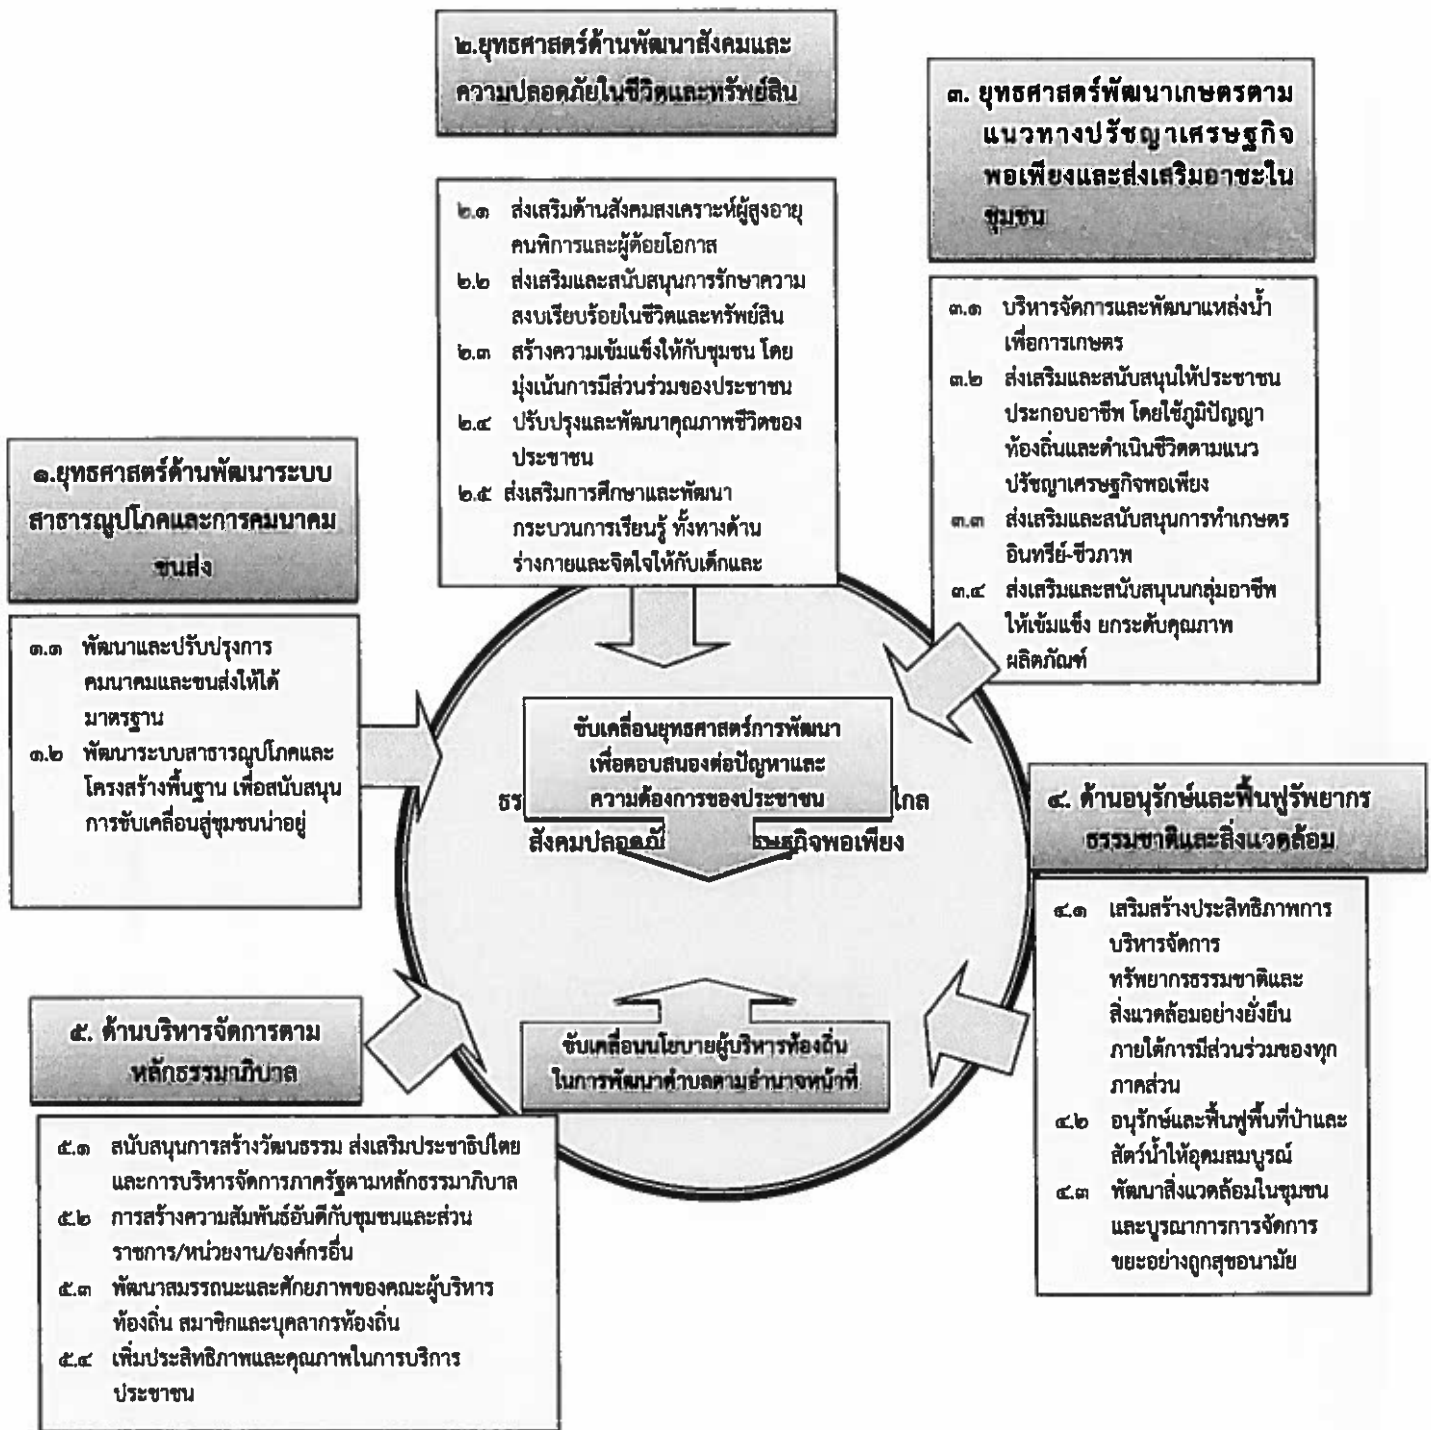 ๒.ยุทธศาสตร์ด้านพัฒนาสังคมและ
ความปลอดภัยในชีวิตและทรัพย์สิน
๒.๑ ส่งเสริมด้านสังคมสงเคราะห์ผู้สูงอายุ
คนพิการและผู้ด้อยโอกาส
๒.๒ ส่งเสริมและสนับสนุนการรักษาความ
สงบเรียบร้อยในชีวิตและทรัพย์สิน
๒.๓ สร้างความเข้มแข็งให้กับชุมชน โดย
มุ่งเน้นการมีส่วนร่วมของประชาชน
๒.๔ ปรับปรุงและพัฒนาคุณภาพชีวิตของ
ประชาชน
๒.๕ ส่งเสริมการศึกษาและพัฒนา
กระบวนการเรียนรู้ ทั้งทางด้าน
ร่างกายและจิตใจให้กับเด็กและ
๓. ยุทธศาสตร์พัฒนาเกษตรตาม
แนวทางปรัชญาเศรษฐกิจ
พอเพียงและส่งเสริมอาชะใน
ชุมชน
๓.๑ บริหารจัดการและพัฒนาแหล่งน้ำ
เพื่อการเกษตร
๓.๒ ส่งเสริมและสนับสนุนให้ประชาชน
ประกอบอาชีพ โดยใช้ภูมิปัญญา
ท้องถิ่นและดำเนินชีวิตตามแนว
ปรัชญาเศรษฐกิจพอเพียง
๓.๓ ส่งเสริมและสนับสนุนการทำเกษตร
อินทรีย์-ชีวภาพ
๓.๔ ส่งเสริมและสนับสนุนนกลุ่มอาชีพ
ให้เข้มแข็ง ยกระดับคุณภาพ
ผลิตภัณฑ์
๑.ยุทธศาสตร์ด้านพัฒนาระบบ
สาธารณูปโภคและการคมนาคม
ขนส่ง
๑.๑ พัฒนาและปรับปรุงการ
คมนาคมและขนส่งให้ได้
มาตรฐาน
๑.๒ พัฒนาระบบสาธารณูปโภคและ
โครงสร้างพื้นฐาน เพื่อสนับสนุน
การขับเคลื่อนสู่ชุมชนน่าอยู่
ขับเคลื่อนยุทธศาสตร์การพัฒนา
เพื่อตอบสนองต่อปัญหาและ
ความต้องการของประชาชน
ธร ไกล
สังคมปลอดภั ษฐกิจพอเพียง
๔. ด้านอนุรักษ์และฟื้นฟูรัพยากร
ธรรมชาติและสิ่งแวดล้อม
๔.๑ เสริมสร้างประสิทธิภาพการ
บริหารจัดการ
ทรัพยากรธรรมชาติและ
สิ่งแวดล้อมอย่างยั่งยืน
ภายใต้การมีส่วนร่วมของทุก
ภาคส่วน
๔.๒ อนุรักษ์และฟื้นฟูพื้นที่ป่าและ
สัตว์น้ำให้อุดมสมบูรณ์
๔.๓ พัฒนาสิ่งแวดล้อมในชุมชน
และบูรณาการการจัดการ
ขยะอย่างถูกสุขอนามัย
ขับเคลื่อนนโยบายผู้บริหารท้องถิ่น
ในการพัฒนาตำบลตามอำนาจหน้าที่
๕. ด้านบริหารจัดการตาม
หลักธรรมาภิบาล
๕.๑ สนับสนุนการสร้างวัฒนธรรม ส่งเสริมประชาธิปไตย
และการบริหารจัดการภาครัฐตามหลักธรรมาภิบาล
๕.๒ การสร้างความสัมพันธ์อันดีกับชุมชนและส่วน
ราชการ/หน่วยงาน/องค์กรอื่น
๕.๓ พัฒนาสมรรถนะและศักยภาพของคณะผู้บริหาร
ท้องถิ่น สมาชิกและบุคลากรท้องถิ่น
๕.๔ เพิ่มประสิทธิภาพและคุณภาพในการบริการ
ประชาชน